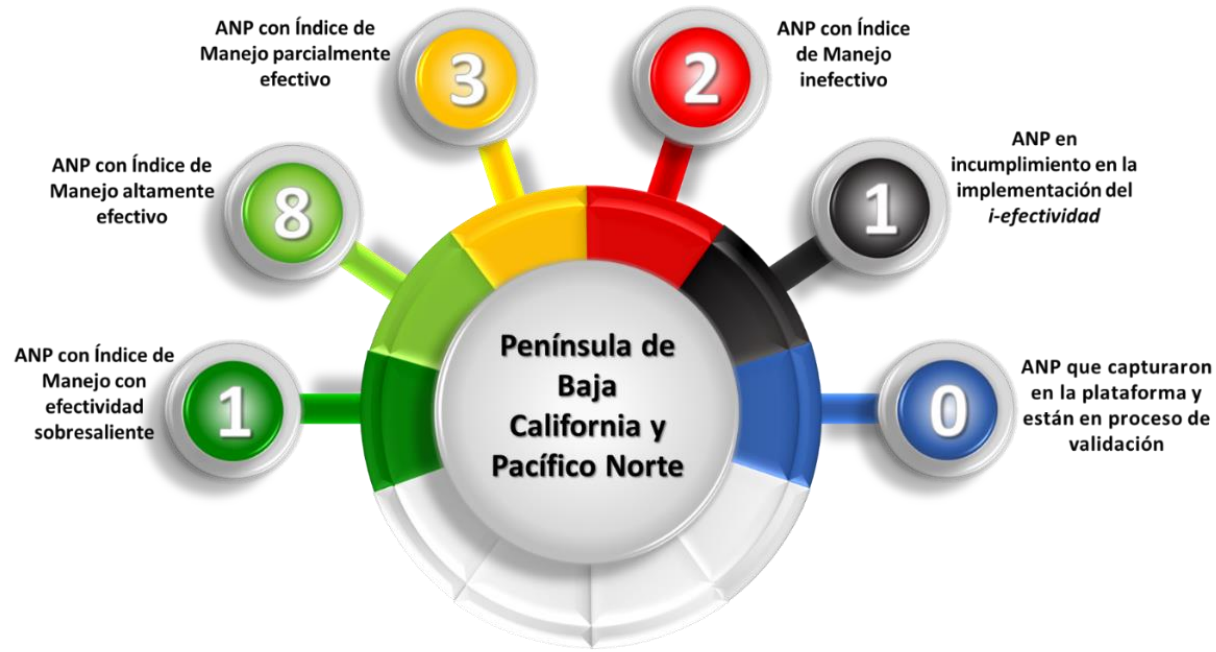 ANP con Índice de
Manejo parcialmente
efectivo
3
2
ANP con Índice
de Manejo
inefectivo
ANP con Índice de
Manejo altamente
efectivo
8
1
ANP en
incumplimiento en la
implementación del
i-efectividad
ANP con Índice de
Manejo con
efectividad
sobresaliente
1
Península de
Baja
California y
Pacífico Norte
0
ANP que capturaron
en la plataforma y
están en proceso de
validación